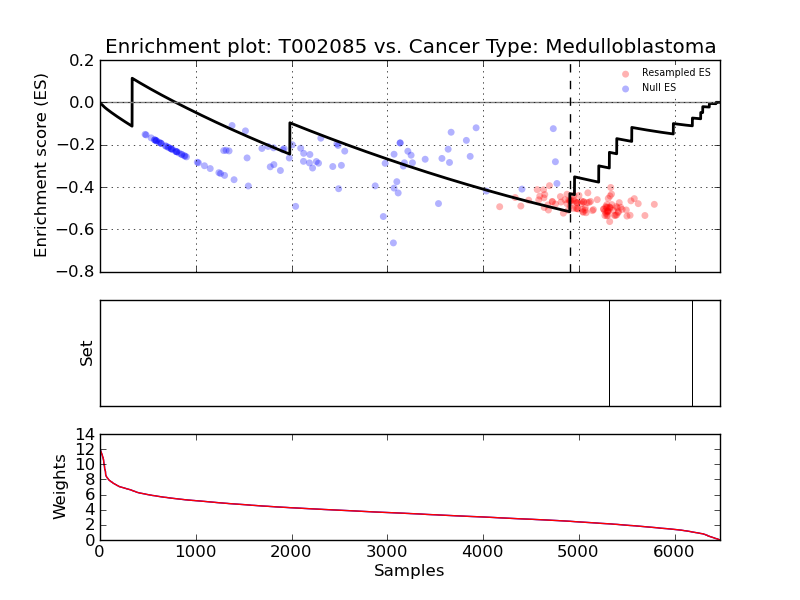 Enrichment plot: T002085 vs. Cancer Type: Medulloblastoma
Enrichment score (ES)
0.2
0.0
−0.2
−0.4
−0.6
−0.8
Resampled ES
Null ES
Set
Weights
14
12
10
8
6
4
2
0
0 1000 2000 3000 4000 5000 6000
Samples